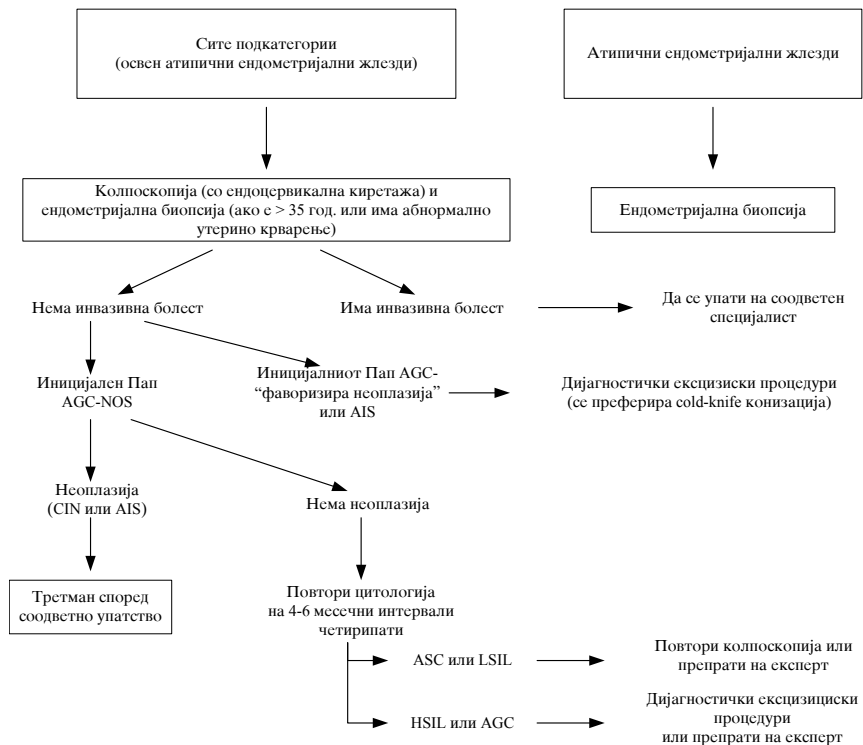 Сите подкатегории
(освен атипични ендометријални жлезди)
Атипични ендометријални жлезди
Колпоскопија (со ендоцервикална киретажа) и
ендометријална биопсија (ако е > 35 год. или има абнормално
утерино крварење)
Ендометријална биопсија
Нема инвазивна болест
Има инвазивна болест
Да се упати на соодветен
специјалист
Иницијален Пап
AGC-NOS
Иницијалниот Пап AGC-
“фаворизира неоплазија”
или AIS
Дијагностички ексцизиски процедури
(се преферира cold-knife конизација)
Неоплазија
(CIN или AIS)
Нема неоплазија
Третман според
соодветно упатство
Повтори цитологија
на 4-6 месечни интервали
четирипати
ASC или LSIL
Повтори колпоскопија или
препрати на експерт
HSIL или AGC
Дијагностички ексцизициски
процедури
или препрати на експерт